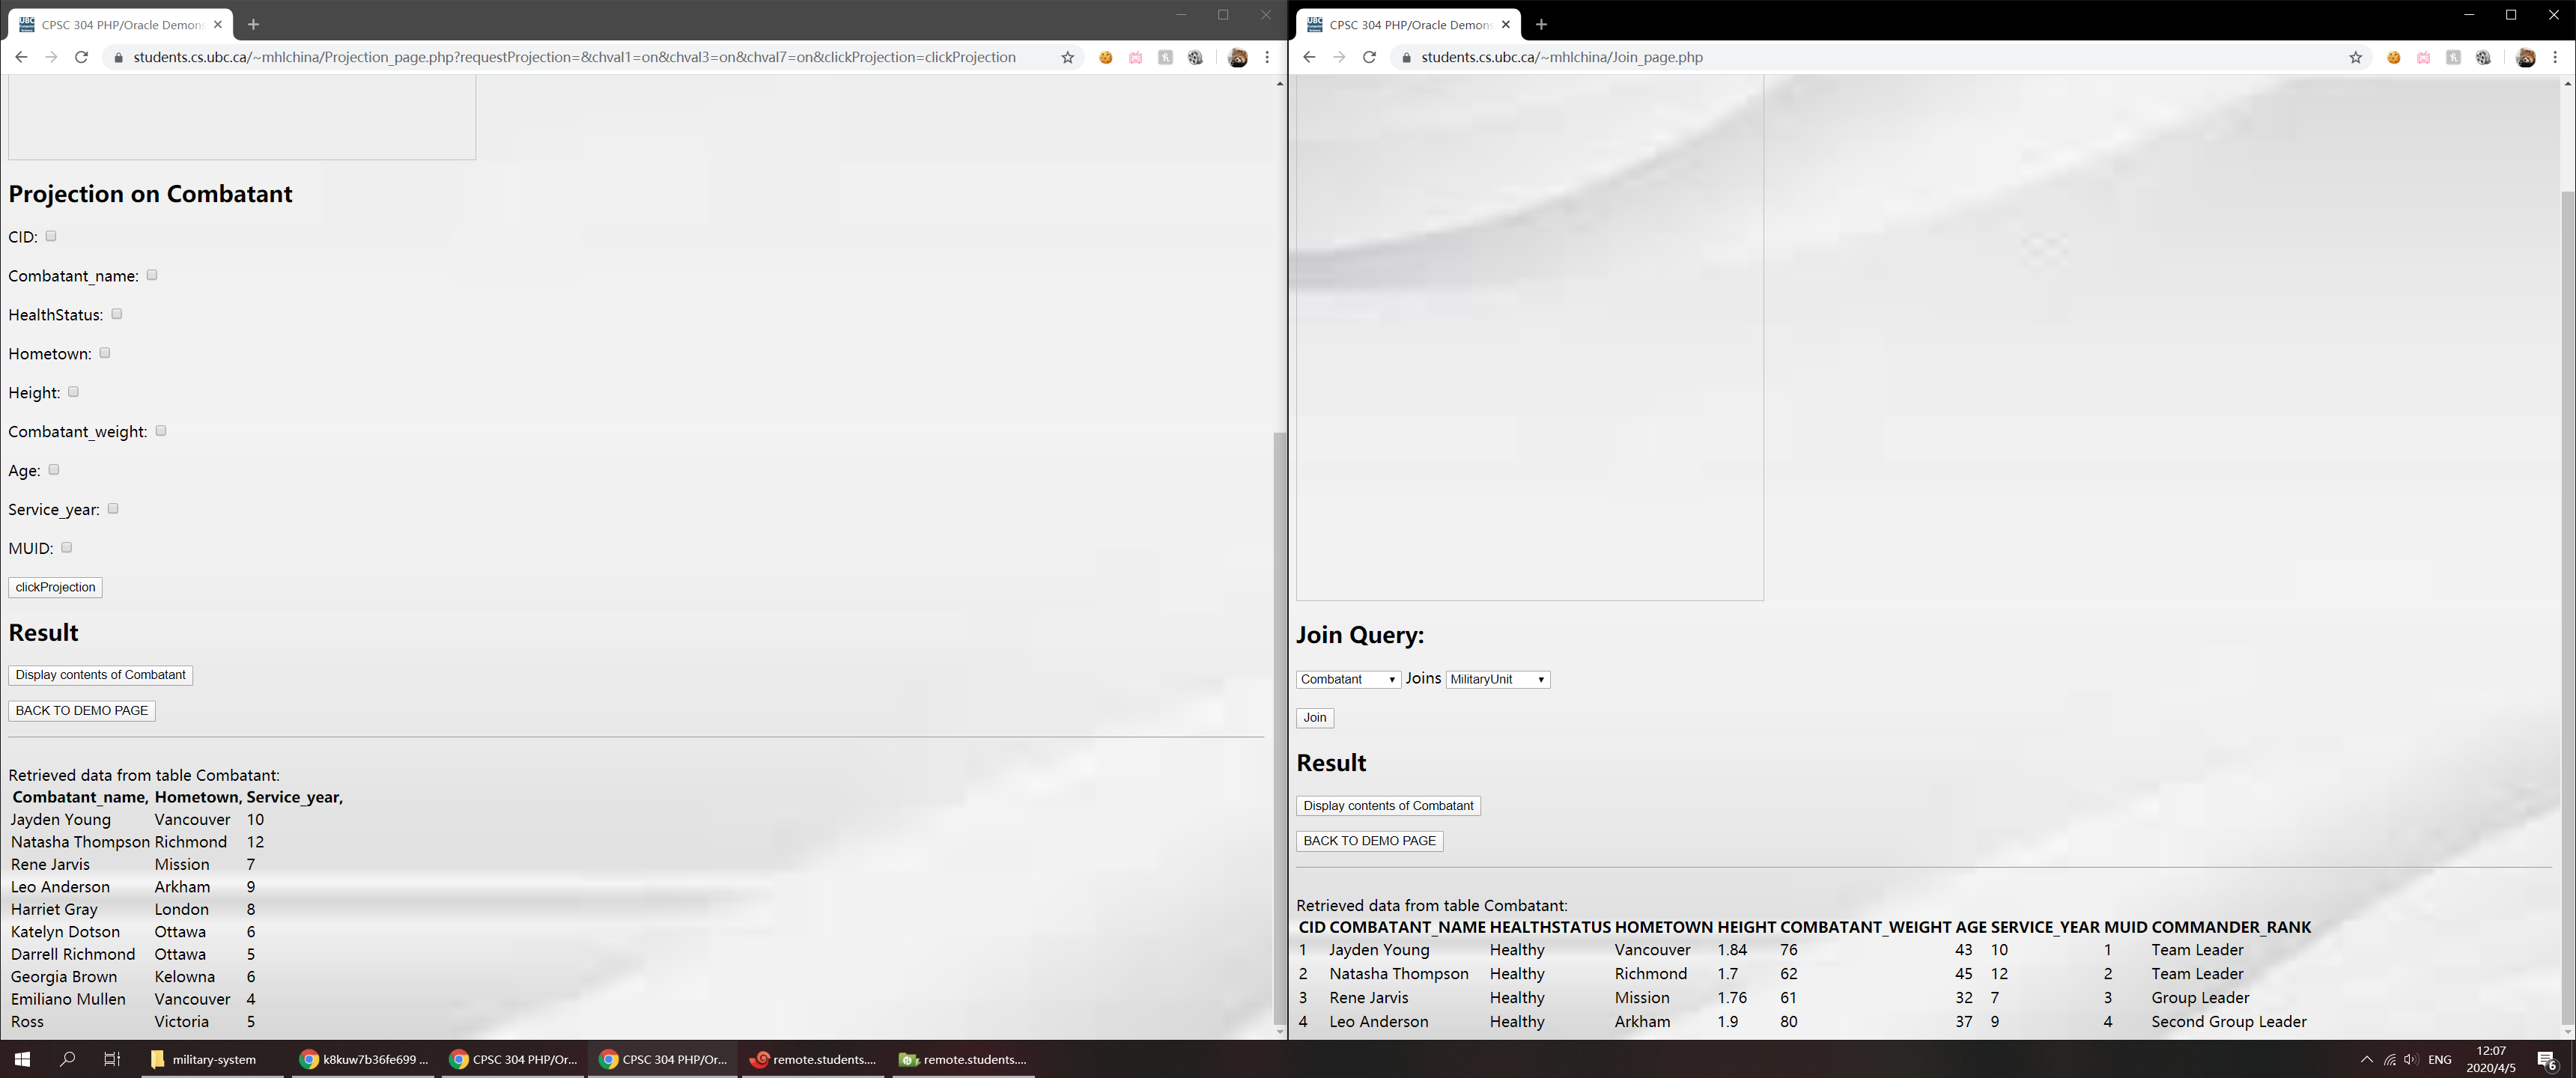 CPSC 304 PHP/Oracle Demons
students.cs.ubc.ca/~mhlchina/Projection_page.php?requestProjection=&chval1=on&chval3=on&chval7=on&clickProjection=clickProjection
Projection on Combatant
CID:
Combatant_name:
HealthStatus:
Hometown:
Height:
Combatant_weight:
Age:
Service_year:
MUID:
clickProjection
Result
Display contents of Combatant
BACK TO DEMO PAGE
Retrieved data from table Combatant:
Combatant_name, Hometown, Service_year,
Jayden Young Vancouver 10
Natasha Thompson Richmond 12
Rene Jarvis Mission 7
Leo Anderson Arkham 9
Harriet Gray London 8
Katelyn Dotson Ottawa 6
Darrell Richmond Ottawa 5
Georgia Brown Kelowna 6
Emiliano Mullen Vancouver 4
Ross Victoria 5
CPSC 304 PHP/Oracle Demons
students.cs.ubc.ca/~mhlchina/Join_page.php
Join Query:
Combatant Joins MilitaryUnit
Join
Result
Display contents of Combatant
BACK TO DEMO PAGE
Retrieved data from table Combatant:
CID COMBATANT_NAME HEALTHSTATUS HOMETOWN HEIGHT COMBATANT_WEIGHT AGE SERVICE_YEAR MUID COMMANDER_RANK
1 Jayden Young Healthy Vancouver 1.84 76 43 10 1 Team Leader
2 Natasha Thompson Healthy Richmond 1.7 62 45 12 2 Team Leader
3 Rene Jarvis Healthy Mission 1.76 61 32 7 3 Group Leader
4 Leo Anderson Healthy Arkham 1.9 80 37 9 4 Second Group Leader
military-system k8kuw7b36fe699 ... CPSC 304 PHP/Or... CPSC 304 PHP/Or... remote.students.... remote.students.... ENG 12:07
2020/4/5 6